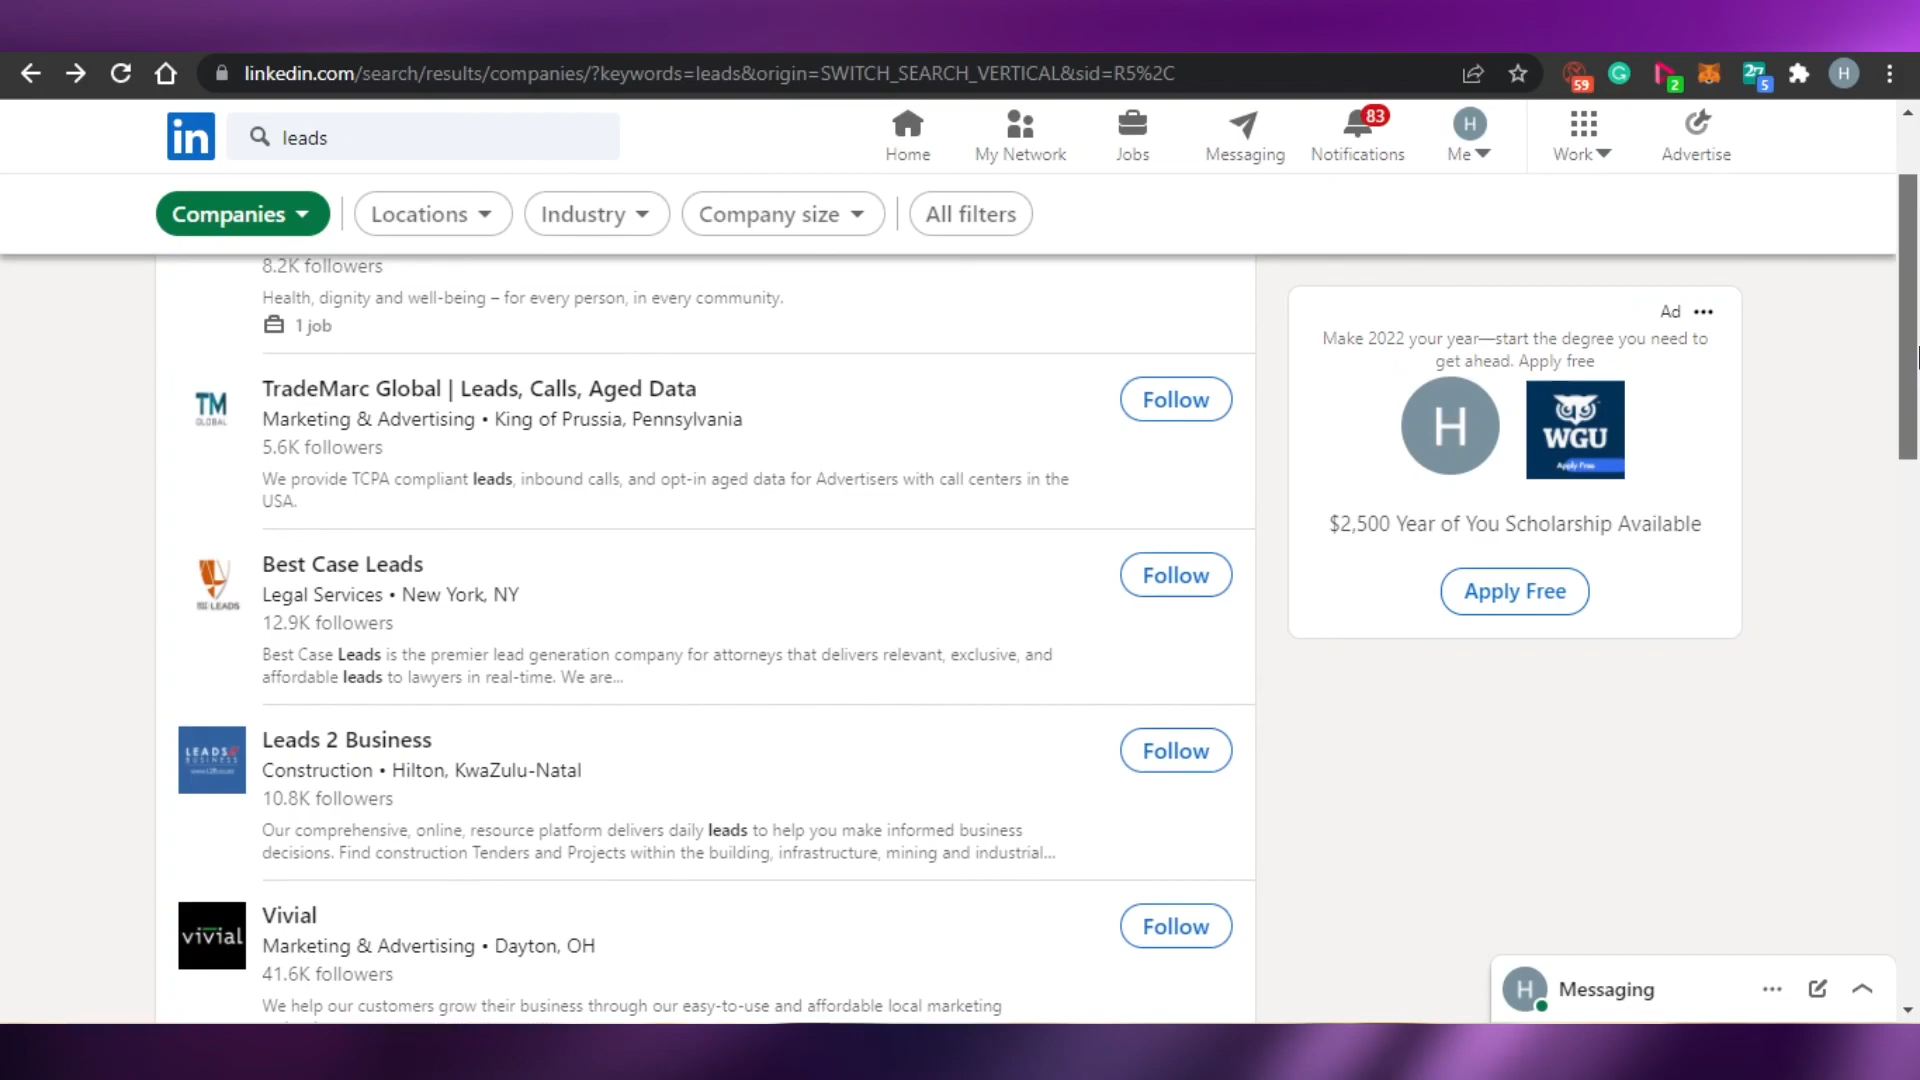 linkedin.com/search/results/companies/?keywords=leads&origin=SWITCH_SEARCH_VERTICAL&sid=R5%2C
59
2
27
5
H
in
leads
Home
My Network
Jobs
Messaging
83
Notifications
H
Me
Work
Advertise
Companies
Locations
Industry
Company size
All filters
8.2K followers
Health, dignity and well-being – for every person, in every community.
1 job
TM
GLOBAL
TradeMarc Global | Leads, Calls, Aged Data
Marketing & Advertising • King of Prussia, Pennsylvania
5.6K followers
We provide TCPA compliant leads, inbound calls, and opt-in aged data for Advertisers with call centers in the
USA.
Follow
LEADS
Best Case Leads
Legal Services • New York, NY
12.9K followers
Best Case Leads is the premier lead generation company for attorneys that delivers relevant, exclusive, and
affordable leads to lawyers in real-time. We are...
Follow
LEADS
BUSINESS
Leads 2 Business
Construction • Hilton, KwaZulu-Natal
10.8K followers
Our comprehensive, online, resource platform delivers daily leads to help you make informed business
decisions. Find construction Tenders and Projects within the building, infrastructure, mining and industrial...
Follow
vivial
Vivial
Marketing & Advertising • Dayton, OH
41.6K followers
We help our customers grow their business through our easy-to-use and affordable local marketing
Follow
Ad
Make 2022 your year—start the degree you need to
get ahead. Apply free
H
WGU
Apply Free
$2,500 Year of You Scholarship Available
Apply Free
H
Messaging